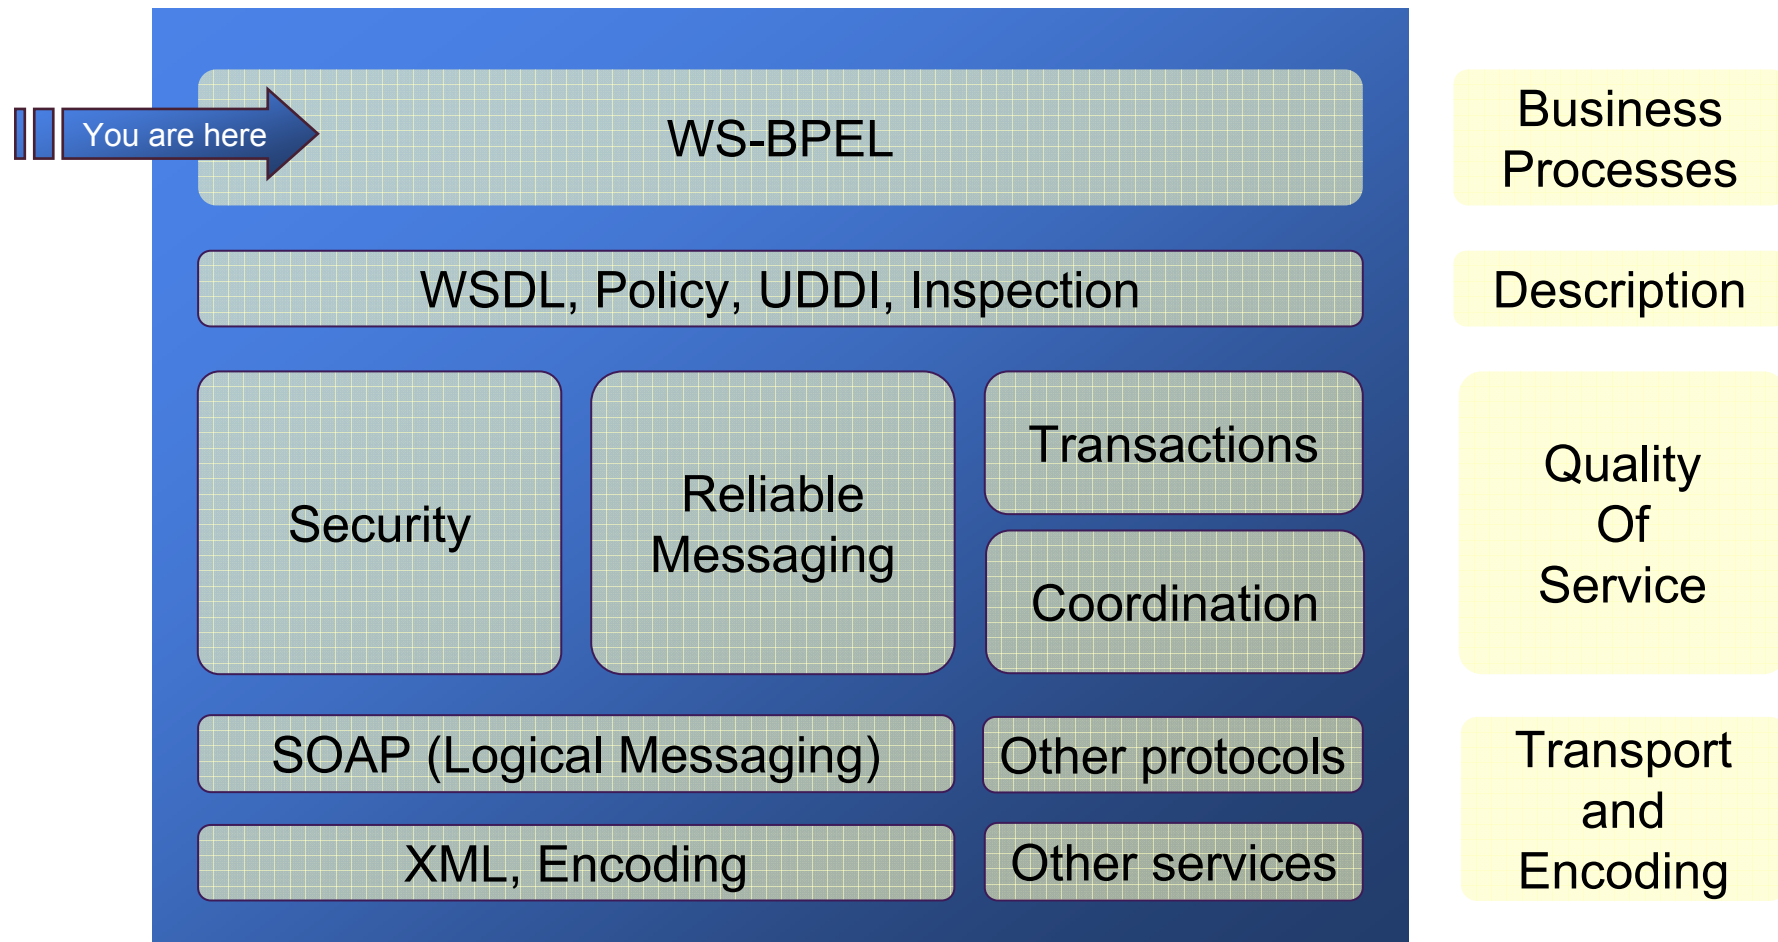 You are here
WS-BPEL
Business
Processes
WSDL, Policy, UDDI, Inspection
Description
Security
Reliable
Messaging
Transactions
Coordination
Quality
Of
Service
SOAP (Logical Messaging)
Other protocols
XML, Encoding
Other services
Transport
and
Encoding